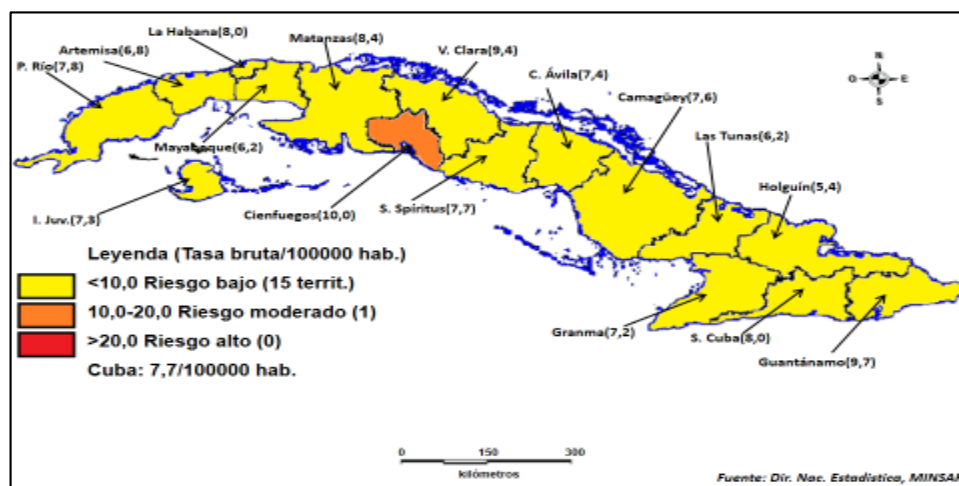 La Habana(8,0)
Artemisa(6,8)
Matanzas(8,4)
V. Clara(9,4)
P. Río(7,8)
C. Ávila(7,4)
Camagüey(7,6)
N
O E
S
Las Tunas(6,2)
Mayabeque(6,2)
Holguín(5,4)
I. Juv.(7,3)
Cienfuegos(10,0)
S. Spíritus(7,7)
Leyenda (Tasa bruta/100000 hab.)
<10,0 Riesgo bajo (15 territ.)
10,0-20,0 Riesgo moderado (1)
>20,0 Riesgo alto (0)
Cuba: 7,7/100000 hab.
Granma(7,2)
S. Cuba(8,0)
Guantánamo(9,7)
0 150 300
kilómetros
Fuente: Dir. Nac. Estadística, MINSAP